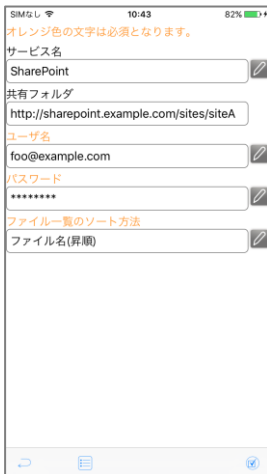 SIMなし 10:43 82%
オレンジ色の文字は必須となります。
サービス名
SharePoint
共有フォルダ
http://sharepoint.example.com/sites/siteA
ユーザ名
foo@example.com
パスワード
********
ファイル一覧のソート方法
ファイル名(昇順)